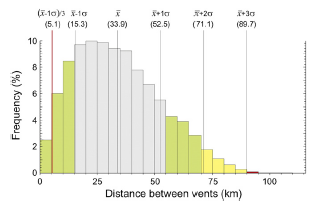 (x̄-1σ)/3 x̄-1σ x̄ x̄+1σ x̄+2σ x̄+3σ
(5.1) (15.3) (33.9) (52.5) (71.1) (89.7)
10
8
6
4
2
0
Frequency (%)
0 25 50 75 100
Distance between vents (km)